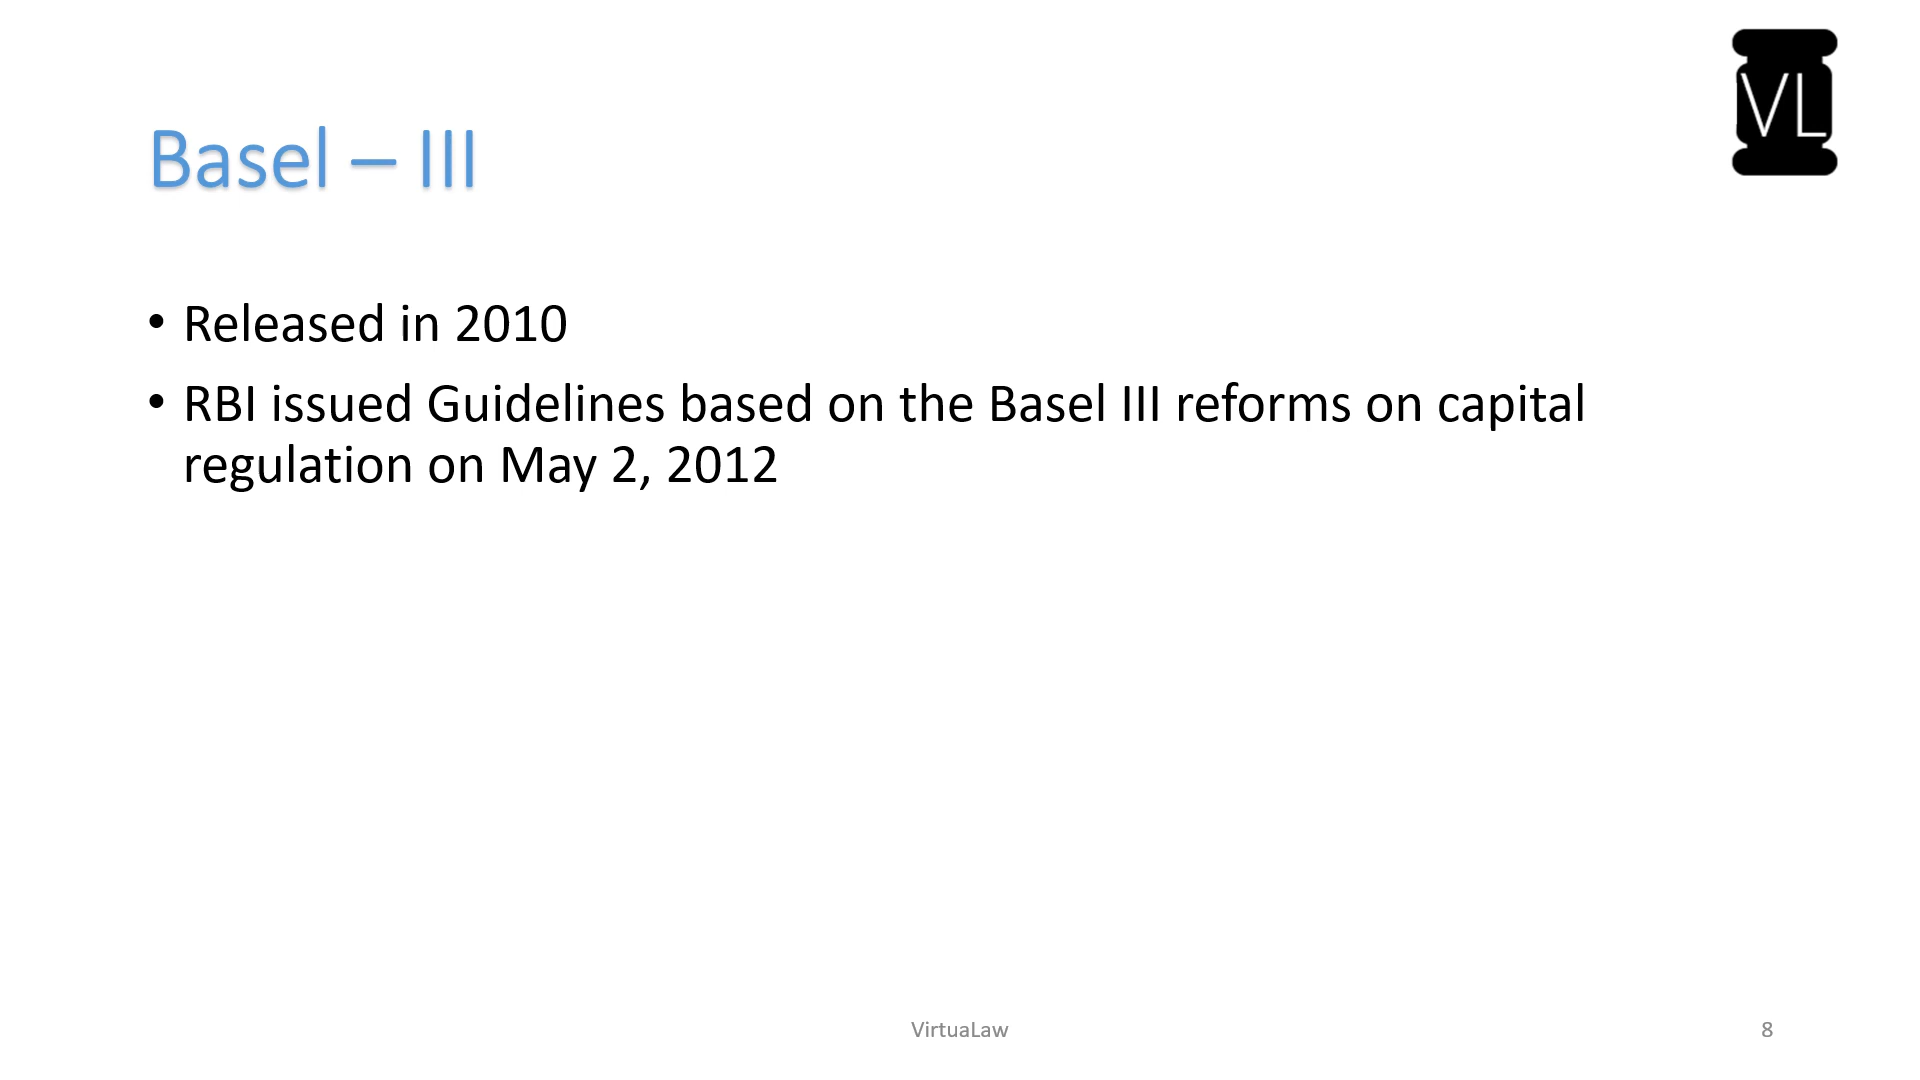 VL
Basel – III
• Released in 2010
• RBI issued Guidelines based on the Basel III reforms on capital
regulation on May 2, 2012
VirtuaLaw
8